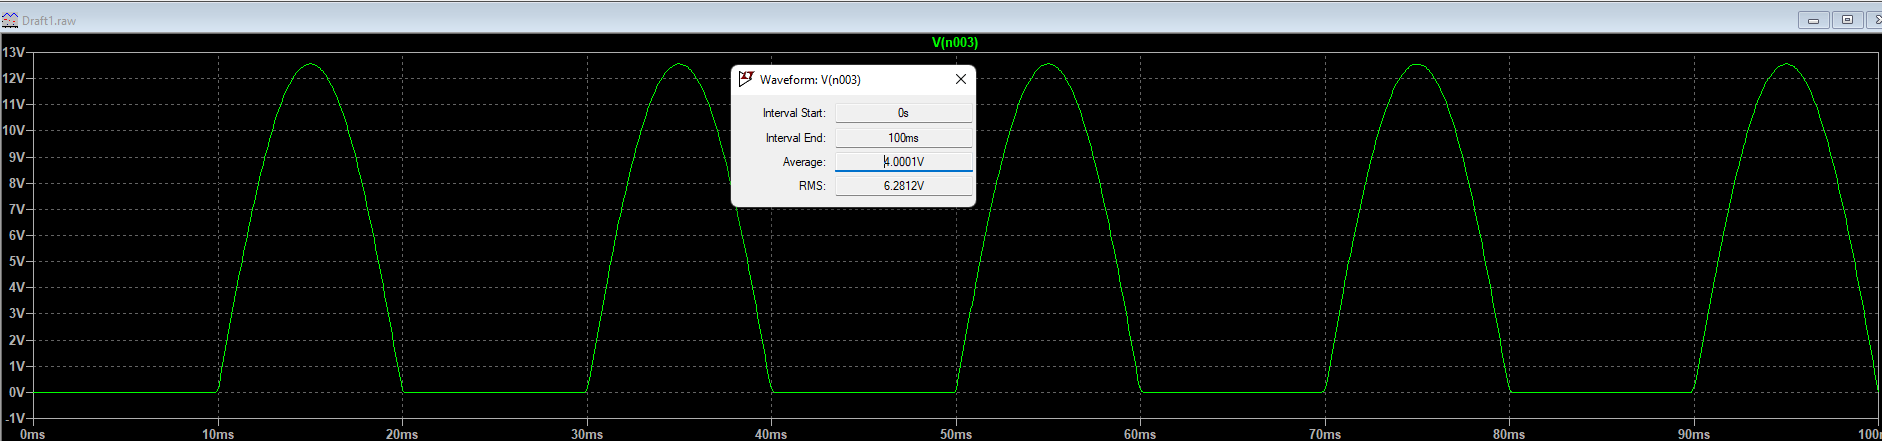 Draft1.raw
V(n003)
13V
12V
11V
10V
9V
8V
7V
6V
5V
4V
3V
2V
1V
0V
-1V
Waveform: V(n003)
Interval Start: 0s
Interval End: 100ms
Average: 4.0001V
RMS: 6.2812V
0ms 10ms 20ms 30ms 40ms 50ms 60ms 70ms 80ms 90ms